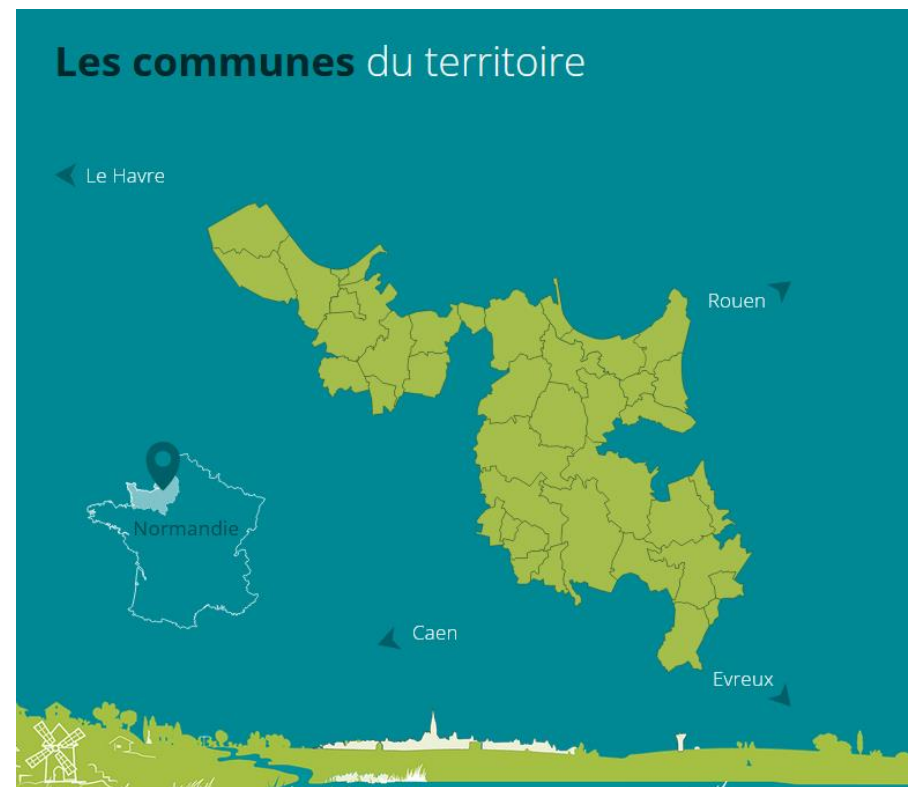 Les communes du territoire
Le Havre
Rouen
Normandie
Caen
Evreux